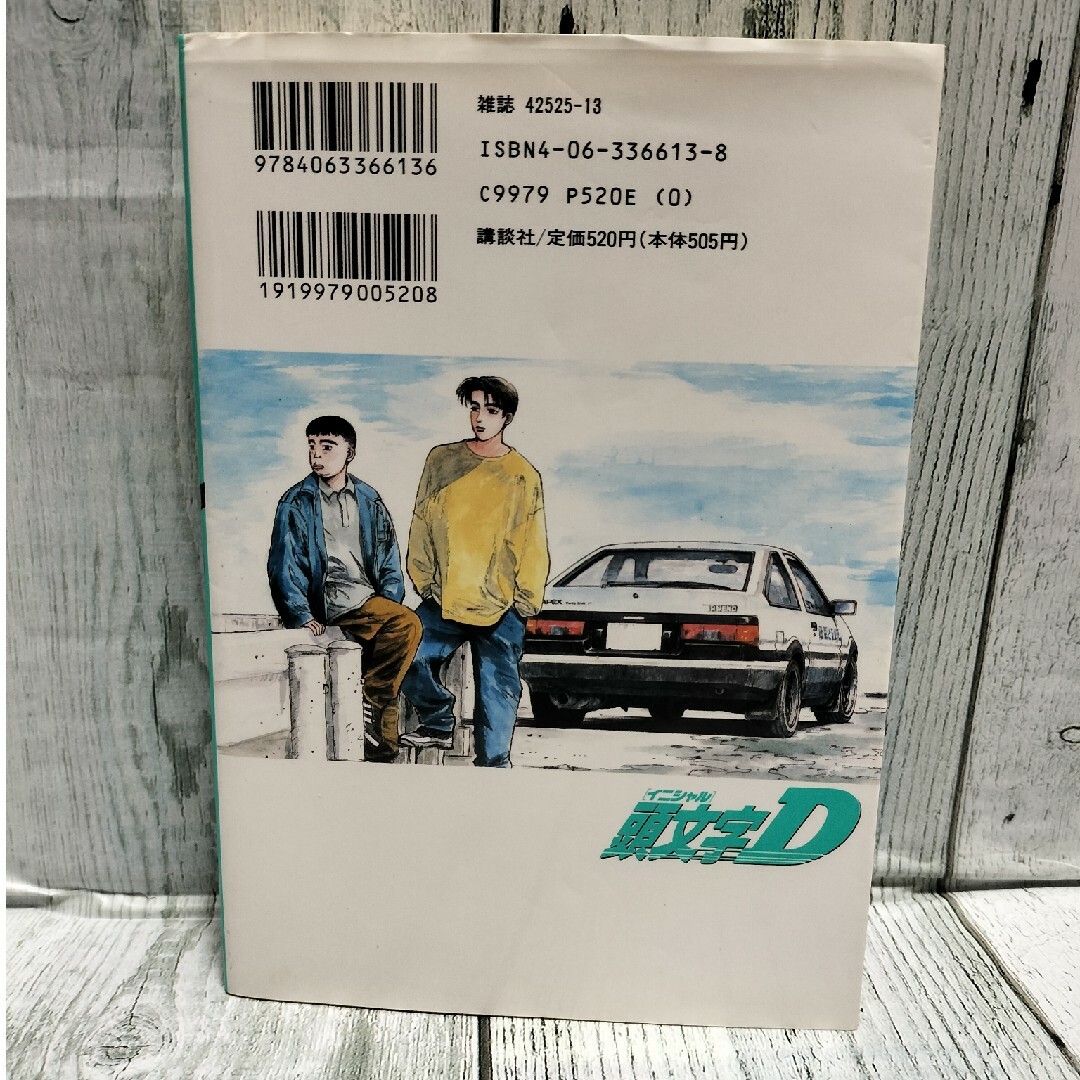 雑誌 42525-13
9784063366136
ISBN4-06-336613-8
C9979 P520E (0)
講談社/定価520円(本体505円)
1919979005208
[イニシャル]
頭文字D